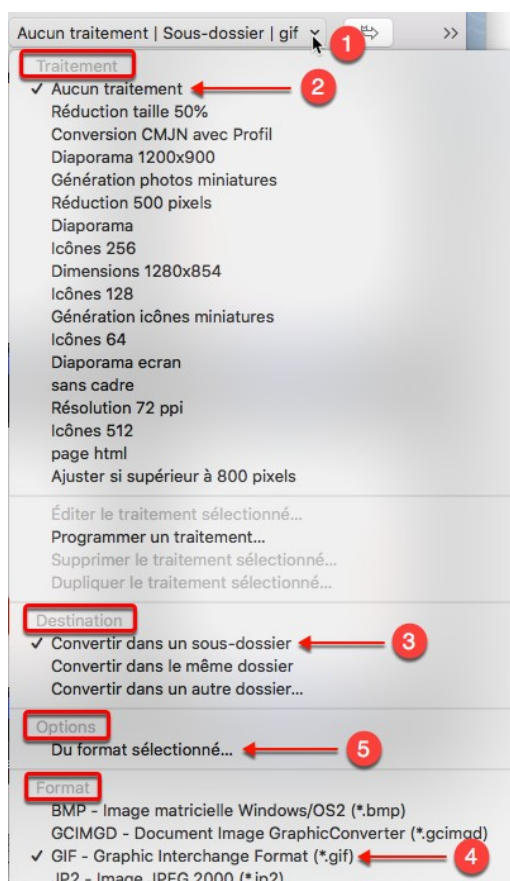 Aucun traitement | Sous-dossier | gif
1
>>
Traitement
✓ Aucun traitement
2
Réduction taille 50%
Conversion CMJN avec Profil
Diaporama 1200x900
Génération photos miniatures
Réduction 500 pixels
Diaporama
Icônes 256
Dimensions 1280x854
Icônes 128
Génération icônes miniatures
Icônes 64
Diaporama ecran
sans cadre
Résolution 72 ppi
Icônes 512
page html
Ajuster si supérieur à 800 pixels
Éditer le traitement sélectionné...
Programmer un traitement...
Supprimer le traitement sélectionné...
Dupliquer le traitement sélectionné...
Destination
✓ Convertir dans un sous-dossier
3
Convertir dans le même dossier
Convertir dans un autre dossier...
Options
Du format sélectionné...
5
Format
BMP - Image matricielle Windows/OS2 (*.bmp)
GCIMGD - Document Image GraphicConverter (*.gcimgd)
✓ GIF - Graphic Interchange Format (*.gif)
4
JP2 - Image JPEG 2000 (*.jp2)